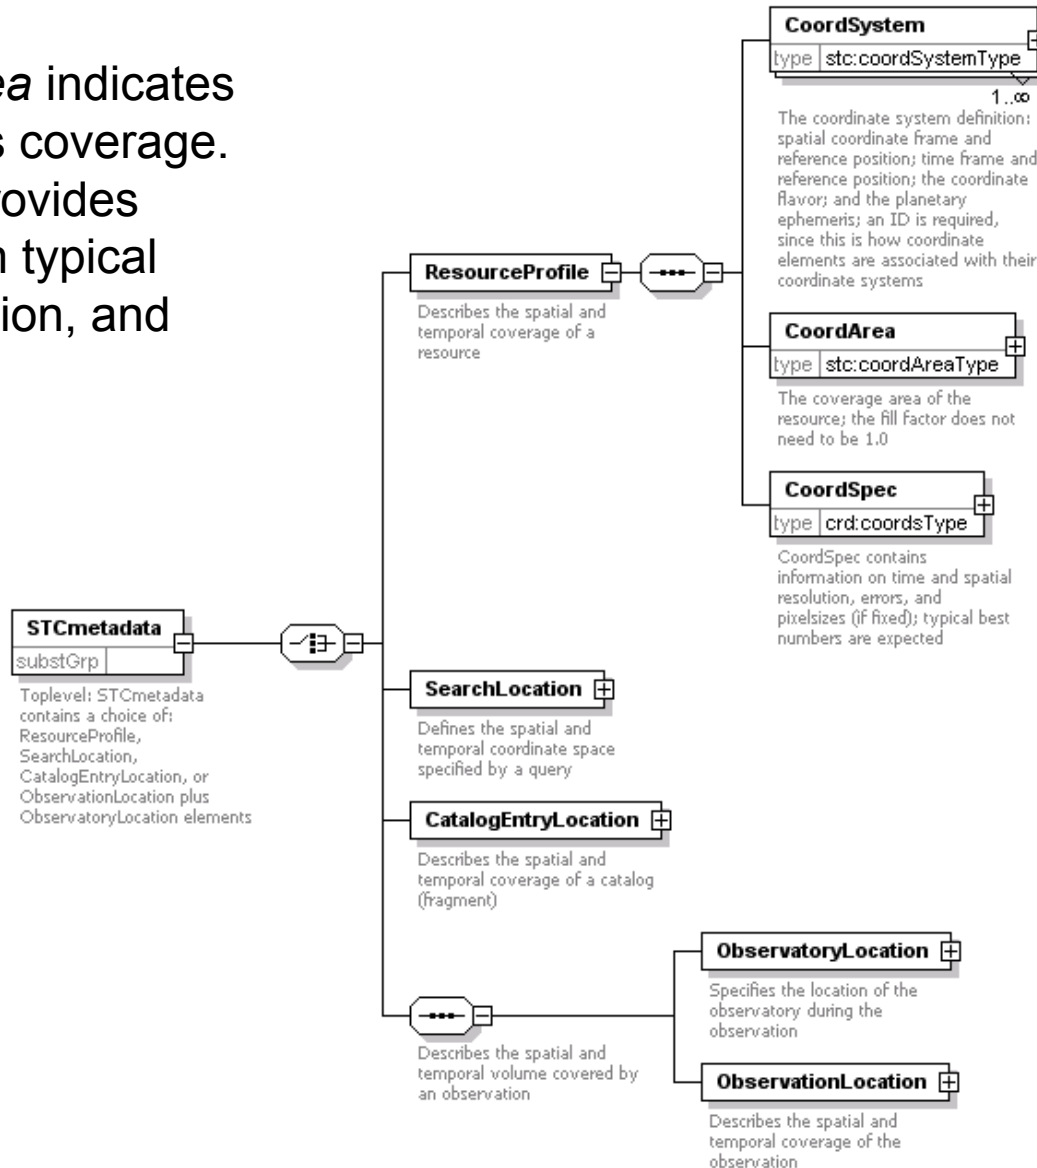 ea indicates
s coverage.
rovides
n typical
ion, and
CoordSystem
type stc:coordSystemType
1..∞
The coordinate system definition:
spatial coordinate frame and
reference position; time frame and
reference position; the coordinate
flavor; and the planetary
ephemeris; an ID is required,
since this is how coordinate
elements are associated with their
coordinate systems
ResourceProfile
Describes the spatial and
temporal coverage of a
resource
CoordArea
type stc:coordAreaType
The coverage area of the
resource; the fill factor does not
need to be 1.0
CoordSpec
type crd:coordsType
CoordSpec contains
information on time and spatial
resolution, errors, and
pixelsizes (if fixed); typical best
numbers are expected
STCmetadata
substGrp
Toplevel: STCmetadata
contains a choice of:
ResourceProfile,
SearchLocation,
CatalogEntryLocation, or
ObservationLocation plus
ObservatoryLocation elements
SearchLocation
Defines the spatial and
temporal coordinate space
specified by a query
CatalogEntryLocation
Describes the spatial and
temporal coverage of a catalog
(fragment)
Describes the spatial and
temporal volume covered by
an observation
ObservatoryLocation
Specifies the location of the
observatory during the
observation
ObservationLocation
Describes the spatial and
temporal coverage of the
observation